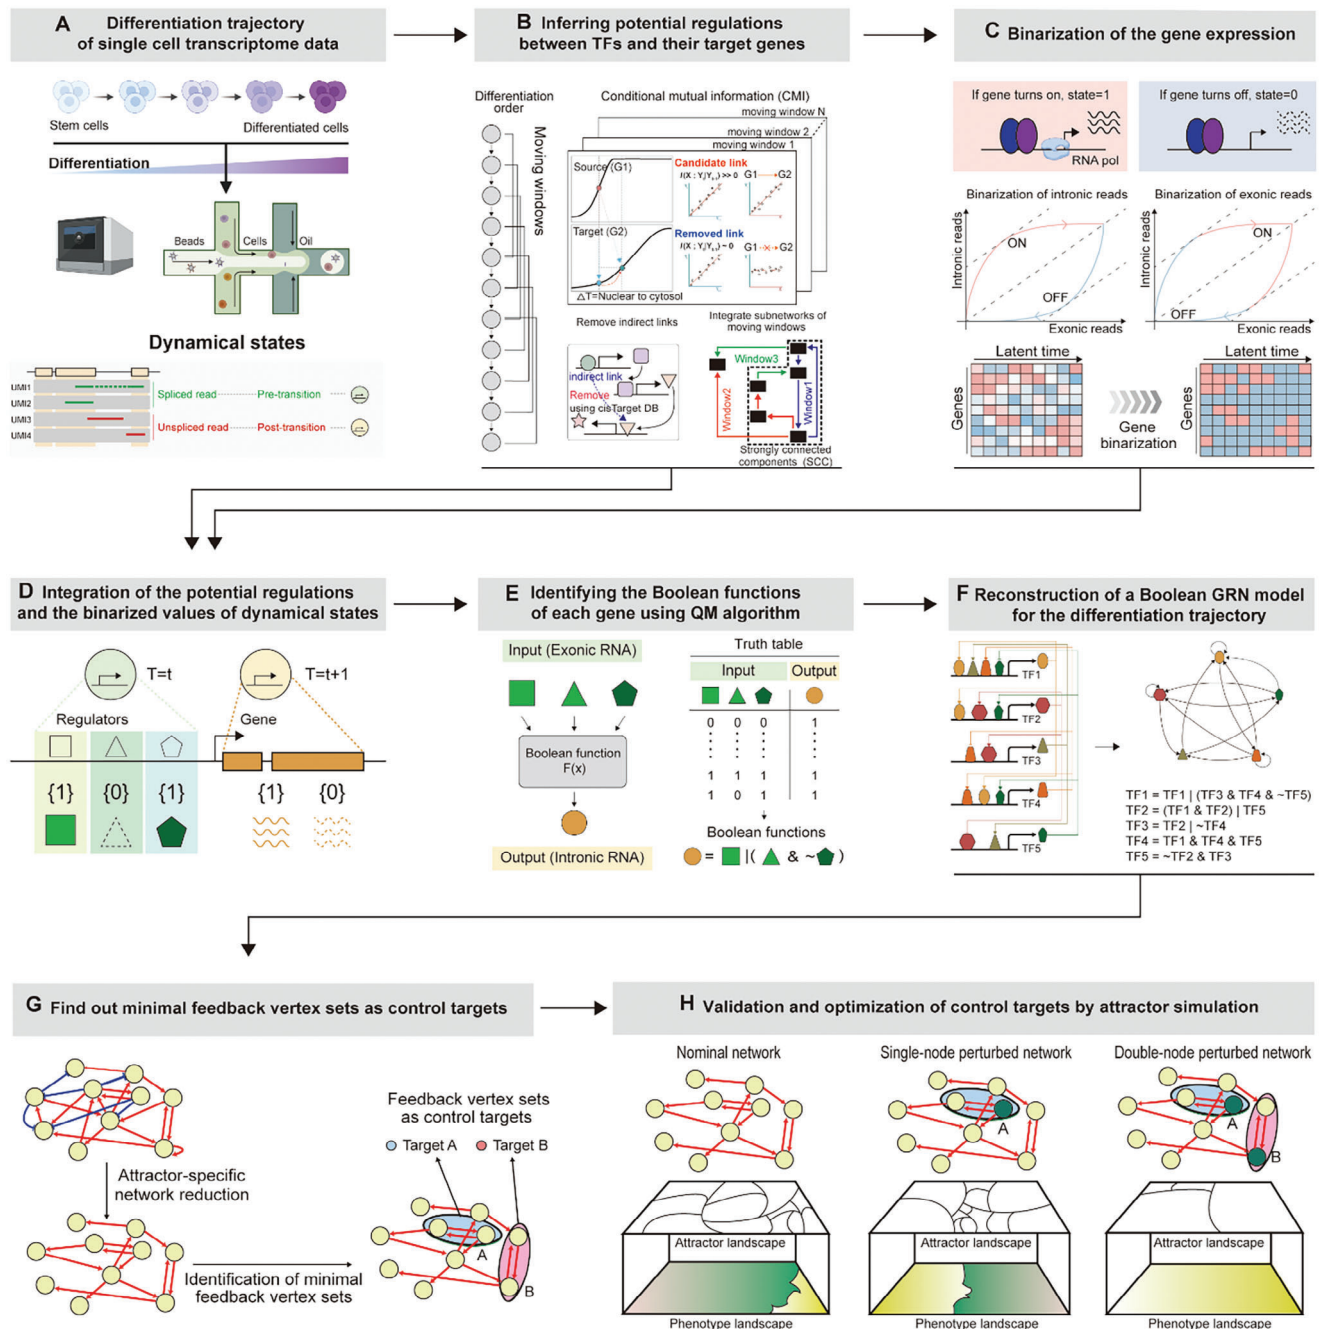 A Differentiation trajectory
of single cell transcriptome data
Stem cells
Differentiated cells
Differentiation
Beads
Cells
Oil
Dynamical states
UMI1
UMI2
UMI3
UMI4
Spliced read
Pre-transition
Unspliced read
Post-transition
B Inferring potential regulations
between TFs and their target genes
Differentiation
order
Moving windows
Conditional mutual information (CMI)
moving window N
moving window 2
moving window 1
Source (G1)
Candidate link
>> 0
G1
G2
Target (G2)
Removed link
~ 0
G1
G2
△T=Nuclear to cytosol
Remove indirect links
indirect link
Remove
using cisTarget DB
Integrate subnetworks of
moving windows
Window3
Window2
Window1
Strongly connected
components (SCC)
C Binarization of the gene expression
If gene turns on, state=1
RNA pol
If gene turns off, state=0
Binarization of intronic reads
Intronic reads
ON
OFF
Exonic reads
Binarization of exonic reads
Intronic reads
ON
OFF
Exonic reads
Latent time
Genes
Gene
binarization
Latent time
Genes
D Integration of the potential regulations
and the binarized values of dynamical states
T=t
T=t+1
Regulators
Gene
{1} {0} {1} {1} {0}
E Identifying the Boolean functions
of each gene using QM algorithm
Input (Exonic RNA)
Boolean function
F(x)
Output (Intronic RNA)
Truth table
Input Output
0 0 0 1
1 1 1 1
1 0 1 1
Boolean functions
= |( & ~ )
F Reconstruction of a Boolean GRN model
for the differentiation trajectory
TF1
TF2
TF3
TF4
TF5
TF1 = TF1 | (TF3 & TF4 & ~TF5)
TF2 = (TF1 & TF2) | TF5
TF3 = TF2 | ~TF4
TF4 = TF1 & TF4 & TF5
TF5 = ~TF2 & TF3
G Find out minimal feedback vertex sets as control targets
Attractor-specific
network reduction
Identification of minimal
feedback vertex sets
Feedback vertex sets
as control targets
Target A
Target B
A
B
H Validation and optimization of control targets by attractor simulation
Nominal network
Attractor landscape
Phenotype landscape
Single-node perturbed network
A
Attractor landscape
Phenotype landscape
Double-node perturbed network
A
B
Attractor landscape
Phenotype landscape